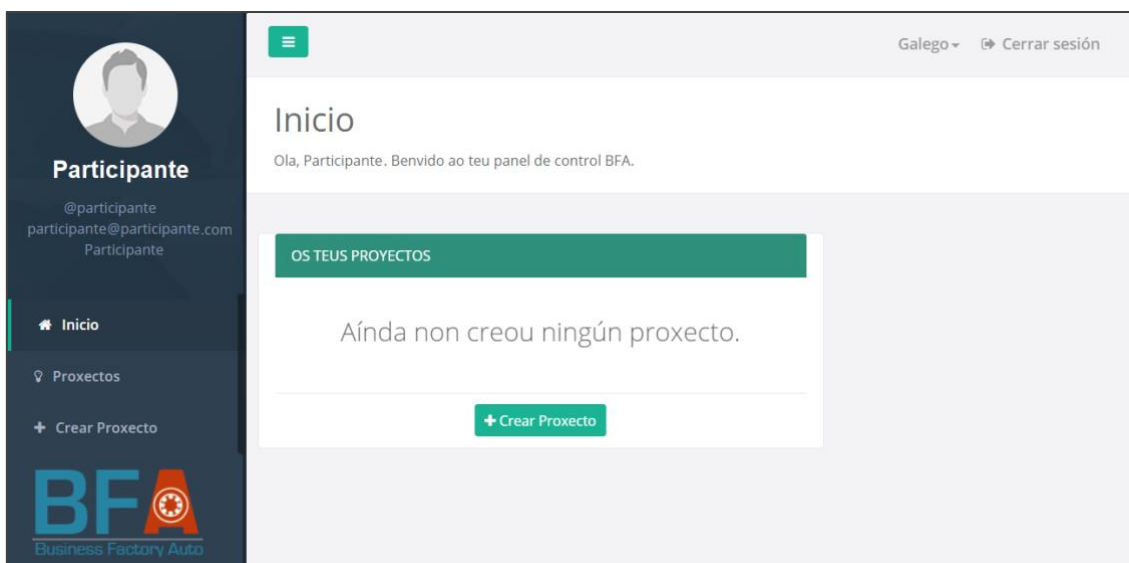 Participante
@participante
participante@participante.com
Participante
Inicio
Proxectos
Crear Proxecto
BFA
Business Factory Auto
Galego
Cerrar sesión
Inicio
Ola, Participante. Benvido ao teu panel de control BFA.
OS TEUS PROYECTOS
Aínda non creou ningún proxecto.
+ Crear Proxecto